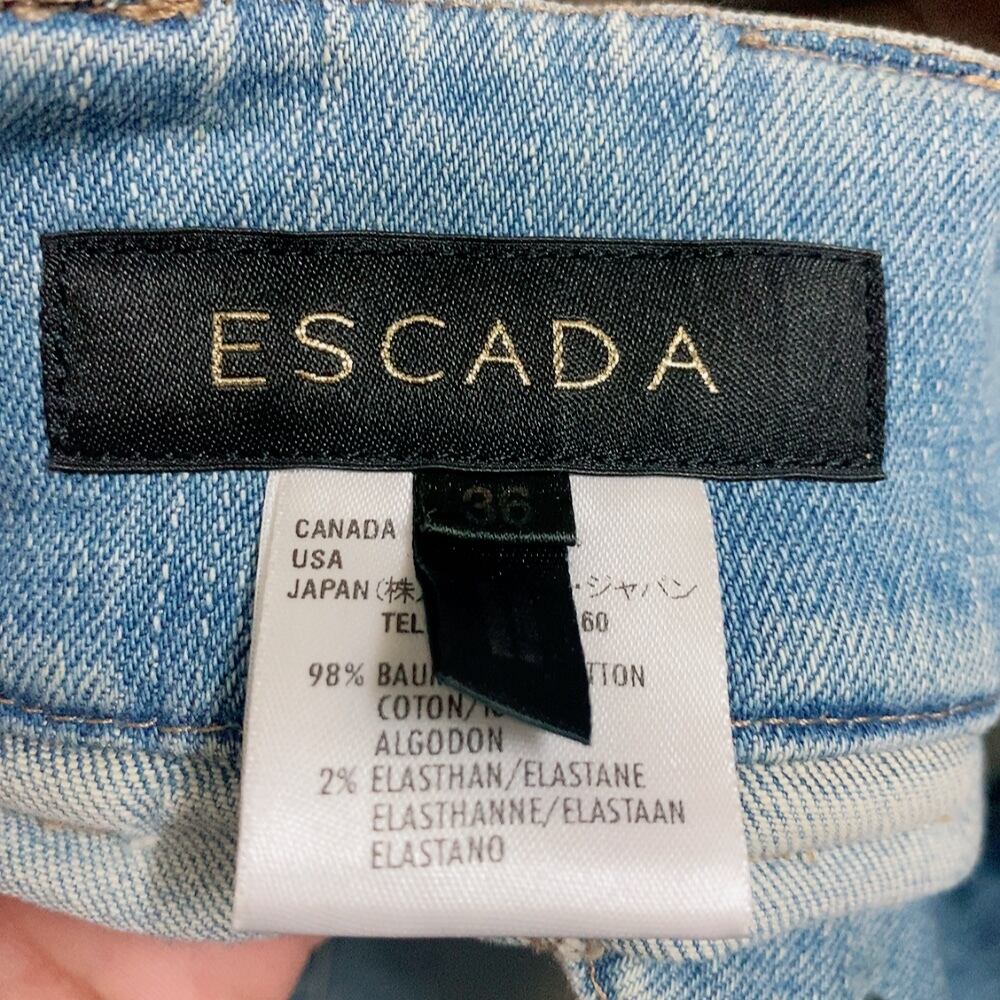 ESCADA
36
CANADA
USA
JAPAN (株) ・ジャパン
TEL 60
98% BAU TTON
COTON/
ALGODON
2% ELASTHAN/ELASTANE
ELASTHANNE/ELASTAAN
ELASTANO